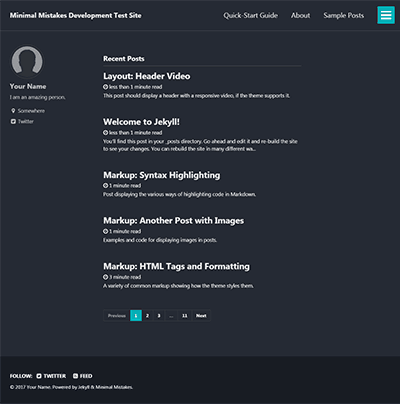 Minimal Mistakes Development Test Site
Quick-Start Guide
About
Sample Posts
Your Name
I am an amazing person.
Somewhere
Twitter
Recent Posts
Layout: Header Video
less than 1 minute read
This post should display a header with a responsive video, if the theme supports it.
Welcome to Jekyll!
less than 1 minute read
You'll find this post in your _posts directory. Go ahead and edit it and re-build the site
to see your changes. You can rebuild the site in many different wa...
Markup: Syntax Highlighting
1 minute read
Post displaying the various ways of highlighting code in Markdown.
Markup: Another Post with Images
1 minute read
Examples and code for displaying images in posts.
Markup: HTML Tags and Formatting
3 minute read
A variety of common markup showing how the theme styles them.
Previous 1 2 3 ... 11 Next
FOLLOW: TWITTER FEED
© 2017 Your Name. Powered by Jekyll & Minimal Mistakes.